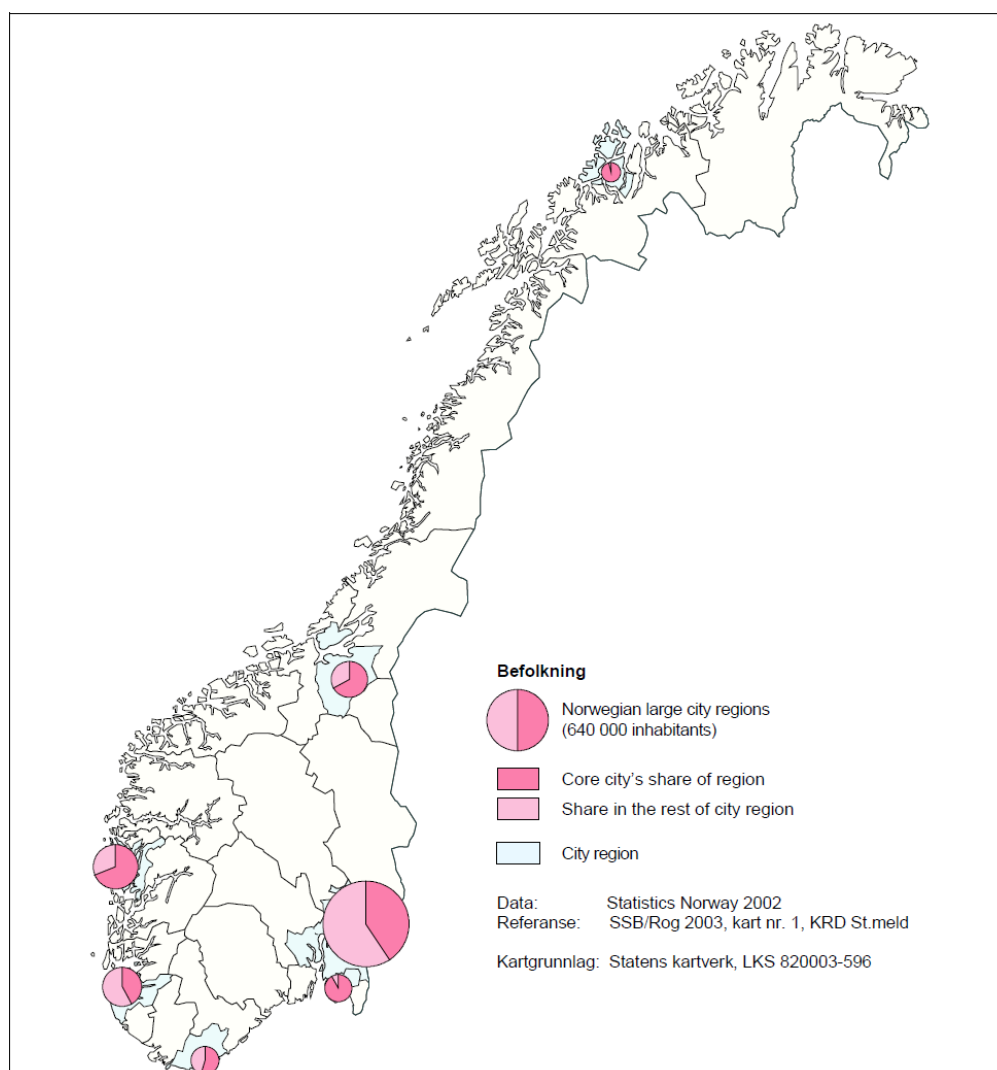 Befolkning
Norwegian large city regions
(640 000 inhabitants)
Core city's share of region
Share in the rest of city region
City region
Data: Statistics Norway 2002
Referanse: SSB/Rog 2003, kart nr. 1, KRD St.meld
Kartgrunnlag: Statens kartverk, LKS 820003-596